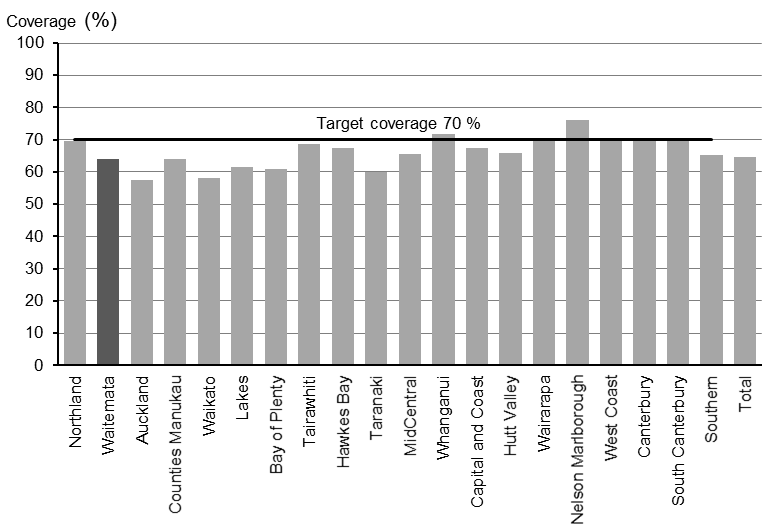 Coverage (%)
100
90
80
Target coverage 70 %
70
60
50
40
30
20
10
0
Northland
Waitemata
Auckland
Counties Manukau
Waikato
Lakes
Bay of Plenty
Tairawhiti
Hawkes Bay
Taranaki
MidCentral
Whanganui
Capital and Coast
Hutt Valley
Wairarapa
Nelson Marlborough
West Coast
Canterbury
South Canterbury
Southern
Total